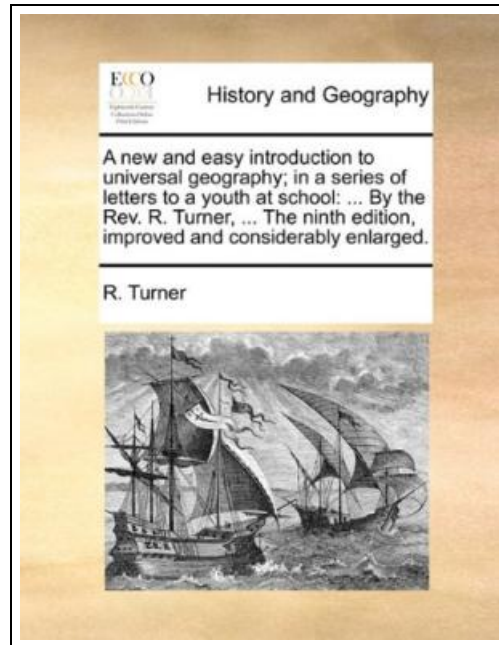 ECCO
History and Geography
A new and easy introduction to
universal geography; in a series of
letters to a youth at school: ... By the
Rev. R. Turner, ... The ninth edition,
improved and considerably enlarged.
R. Turner